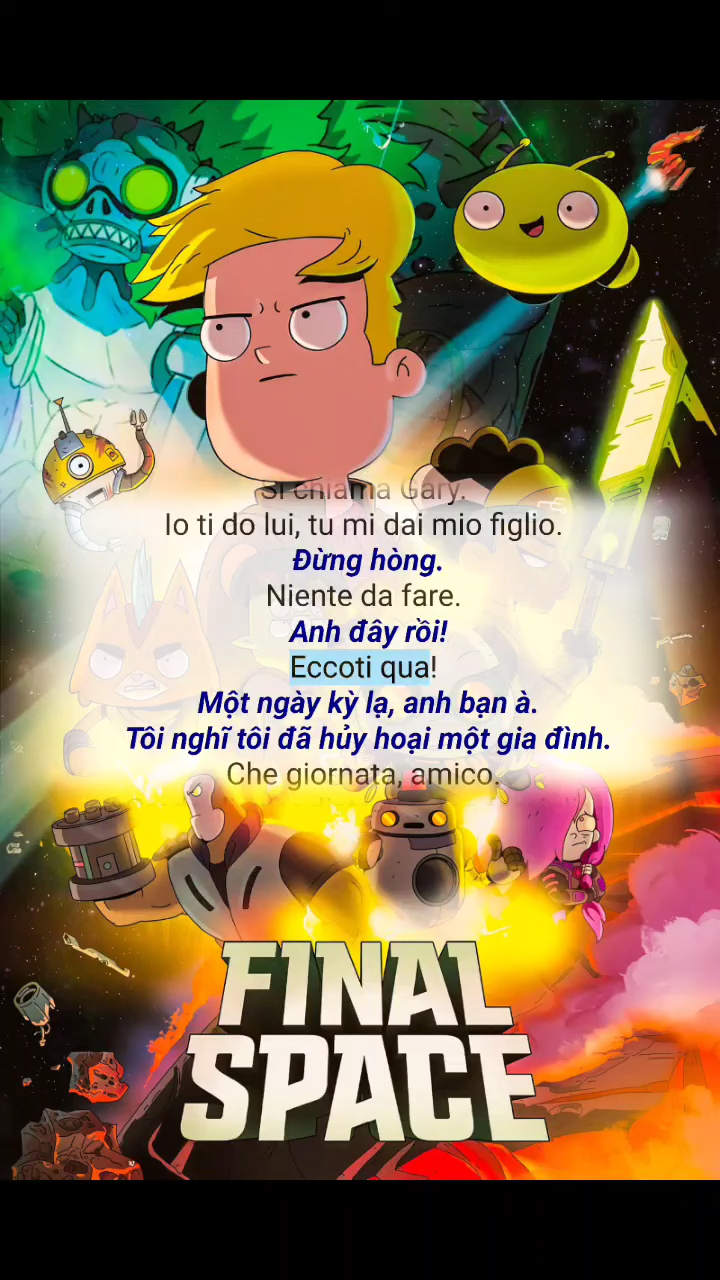 Si chiama Gary.
Io ti do lui, tu mi dai mio figlio.
Đừng hòng.
Niente da fare.
Anh đây rồi!
Eccoti qua!
Một ngày kỳ lạ, anh bạn à.
Tôi nghĩ tôi đã hủy hoại một gia đình.
Che giornata, amico.
FINAL
SPACE